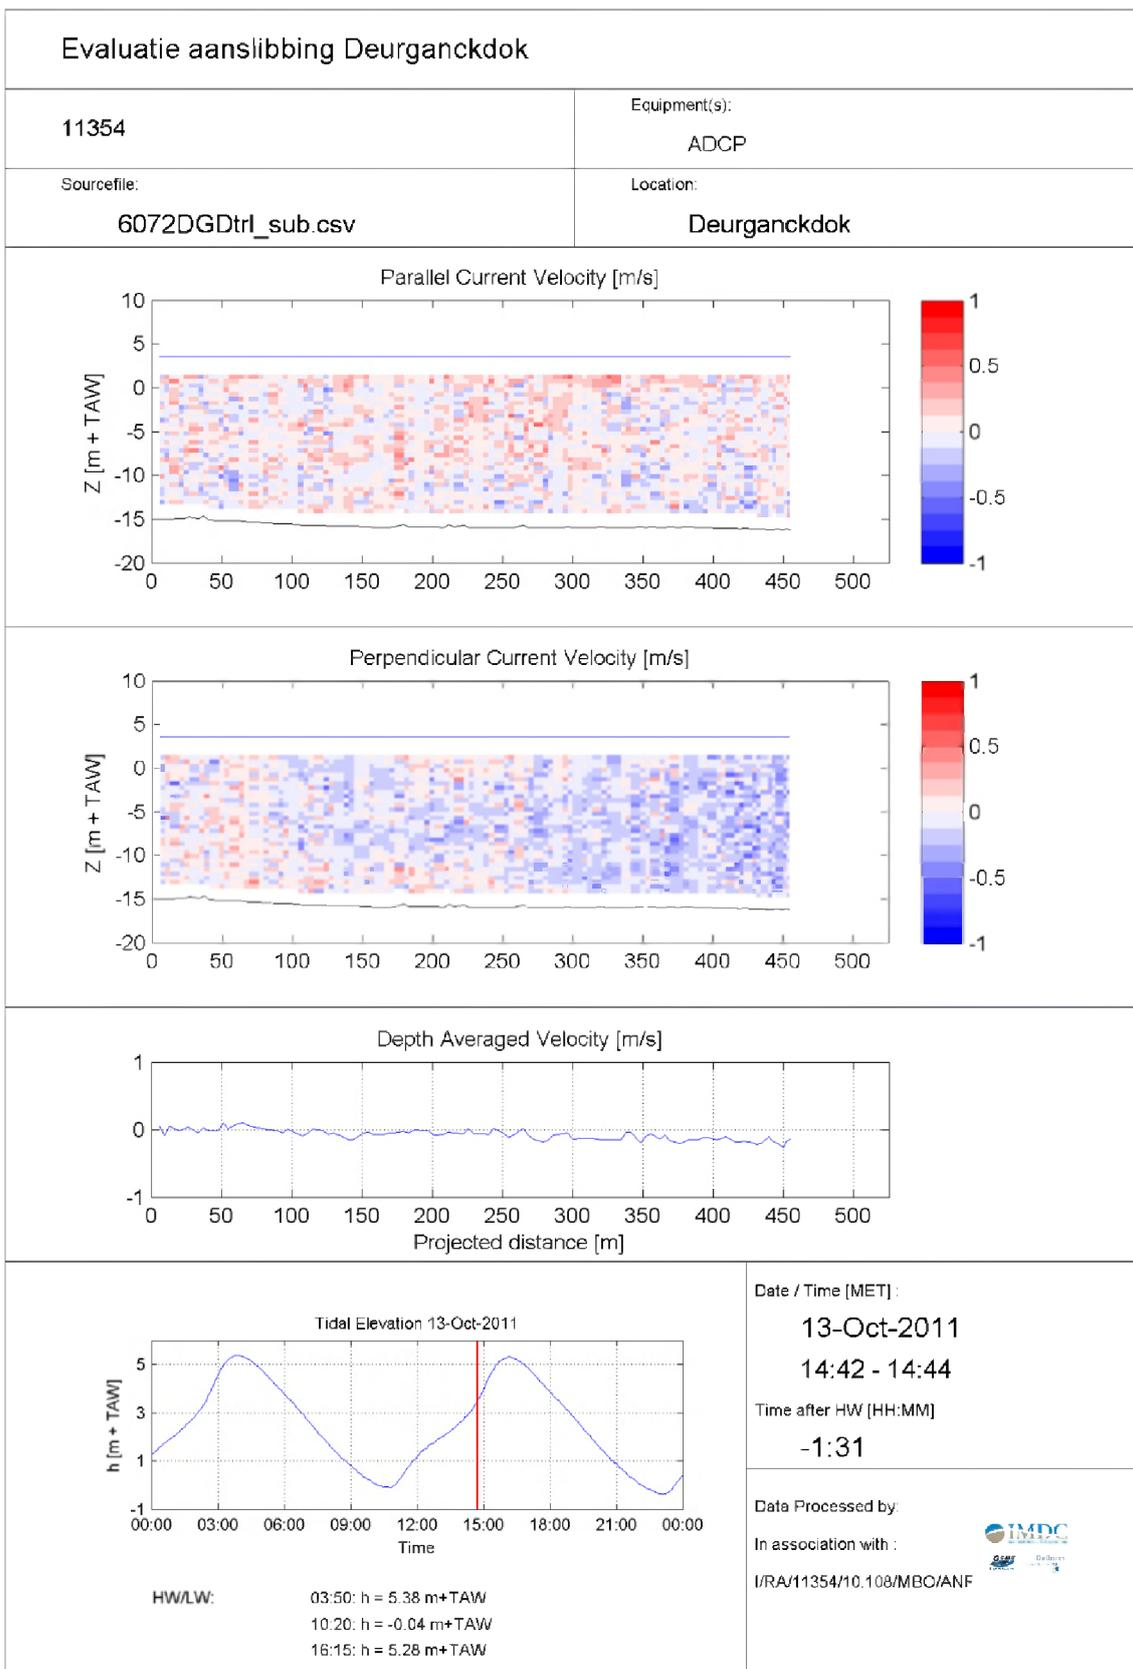 Evaluatie aanslibbing Deurganckdok
11354
Equipment(s):
ADCP
Sourcefile:
6072DGDtrl_sub.csv
Location:
Deurganckdok
Parallel Current Velocity [m/s]
10
5
0
-5
-10
-15
-20
Z [m + TAW]
0 50 100 150 200 250 300 350 400 450 500
1
0.5
0
-0.5
-1
Perpendicular Current Velocity [m/s]
10
5
0
-5
-10
-15
-20
Z [m + TAW]
0 50 100 150 200 250 300 350 400 450 500
1
0.5
0
-0.5
-1
Depth Averaged Velocity [m/s]
1
0
-1
0 50 100 150 200 250 300 350 400 450 500
Projected distance [m]
Tidal Elevation 13-Oct-2011
5
3
1
-1
h [m + TAW]
00:00 03:00 06:00 09:00 12:00 15:00 18:00 21:00 00:00
Time
HW/LW:
03:50: h = 5.38 m+TAW
10:20: h = -0.04 m+TAW
16:15: h = 5.28 m+TAW
Date / Time [MET] :
13-Oct-2011
14:42 - 14:44
Time after HW [HH:MM]
-1:31
Data Processed by:
IMDC
In association with :
I/RA/11354/10.108/MBO/ANF